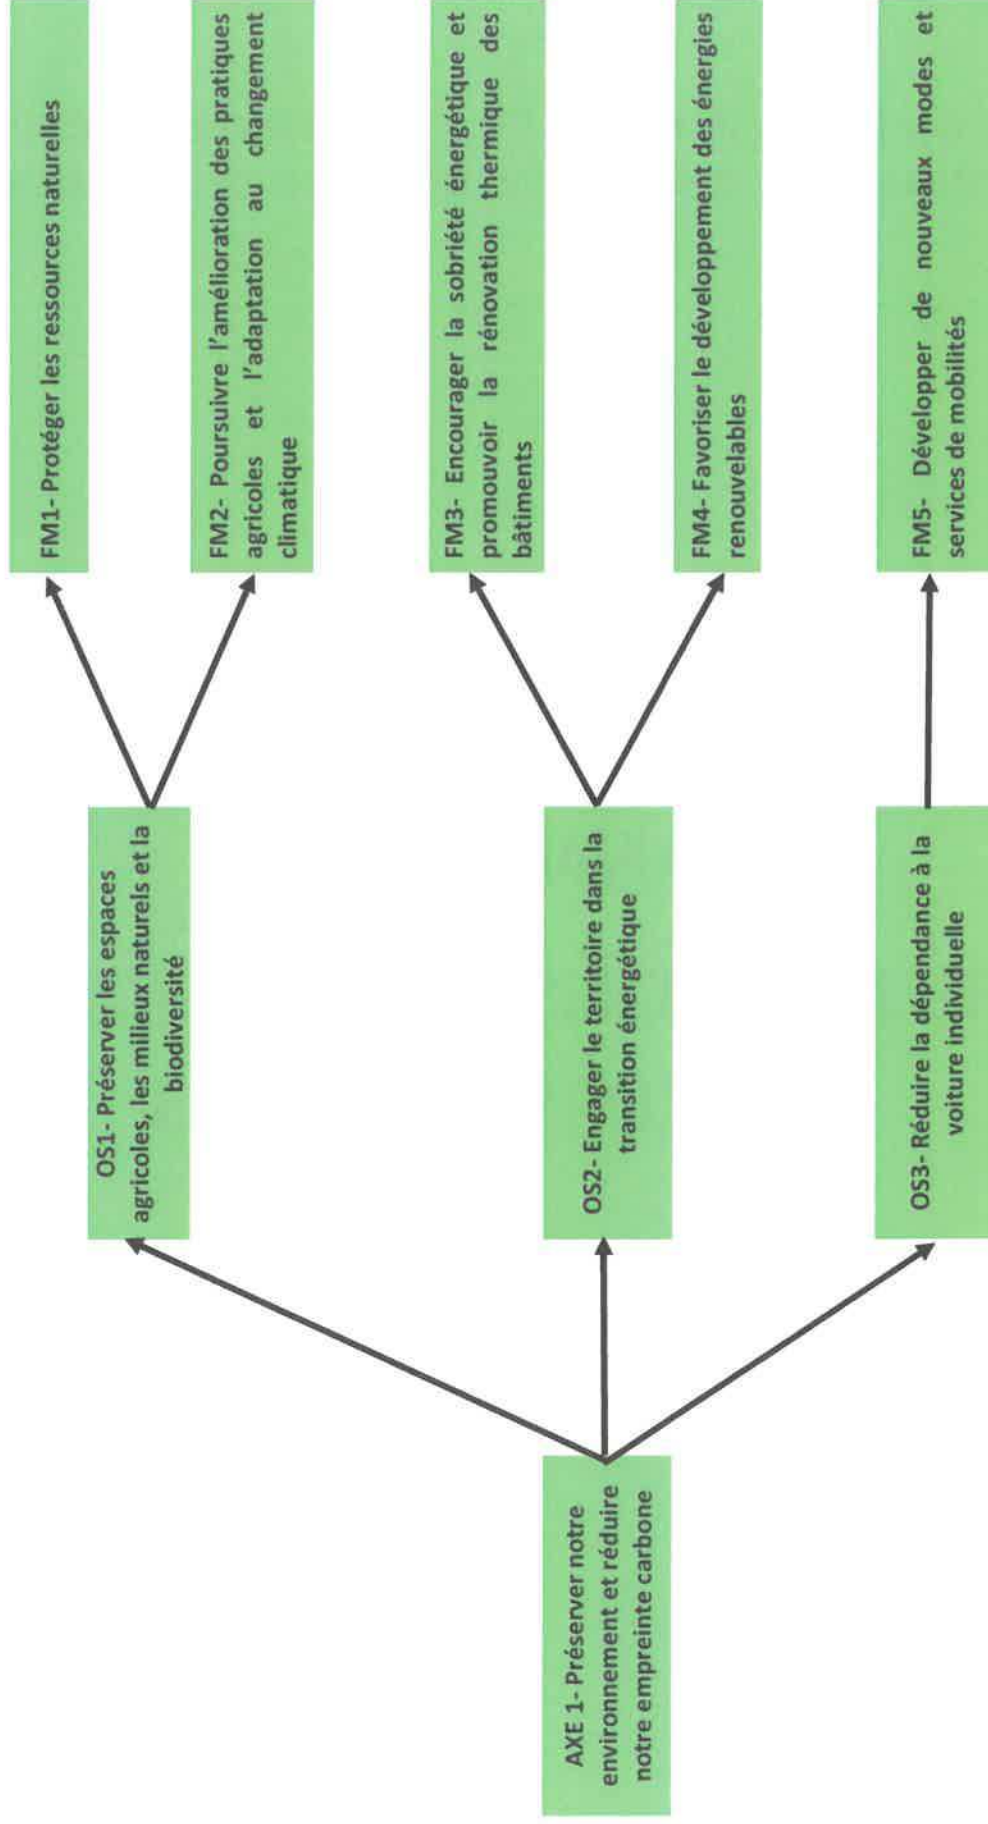 AXE 1- Préserver notre
environnement et réduire
notre empreinte carbone
OS1- Préserver les espaces
agricoles, les milieux naturels et la
biodiversité
OS2- Engager le territoire dans la
transition énergétique
OS3- Réduire la dépendance à la
voiture individuelle
FM1- Protéger les ressources naturelles
FM2- Poursuivre l'amélioration des pratiques
agricoles et l'adaptation au changement
climatique
FM3- Encourager la sobriété énergétique et
promouvoir la rénovation thermique des
bâtiments
FM4- Favoriser le développement des énergies
renouvelables
FM5- Développer de nouveaux modes et
services de mobilités